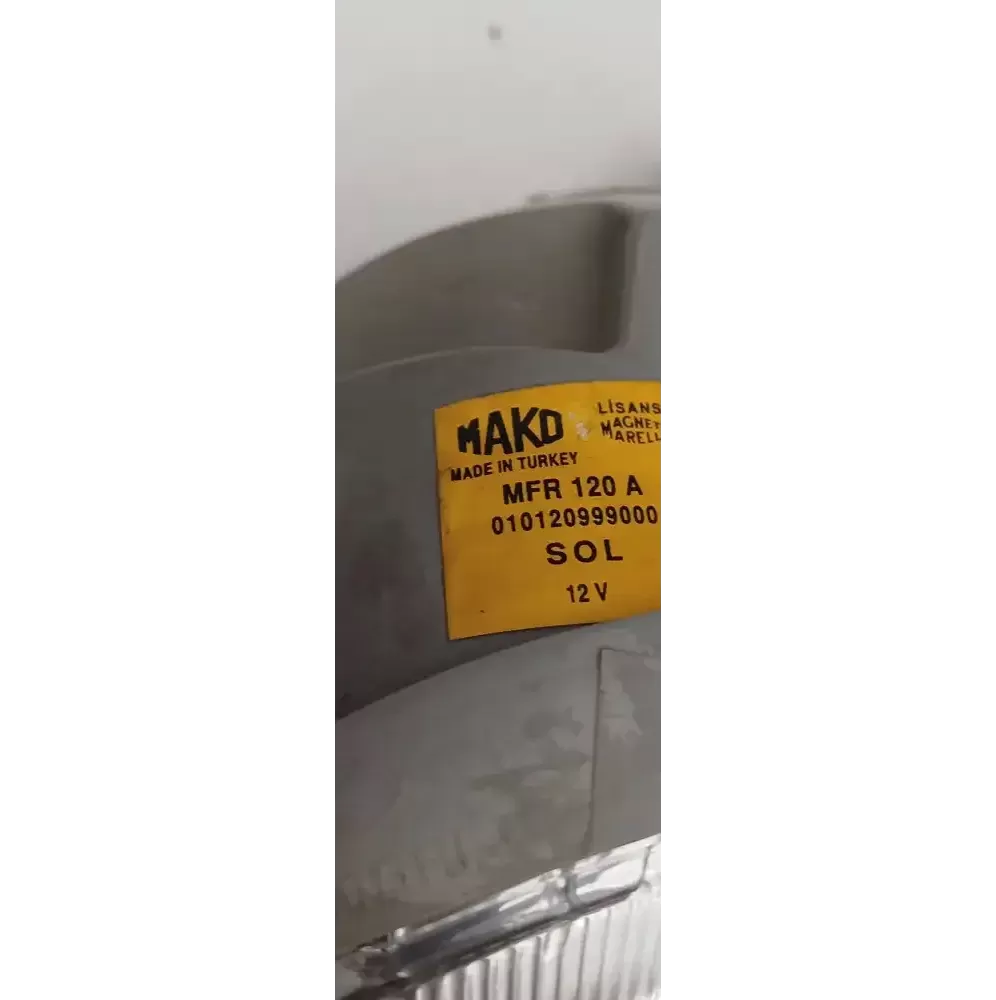 MAKO
LİSANS
MAGNET
MARELL
MADE IN TURKEY
MFR 120 A
010120999000
SOL
12 V